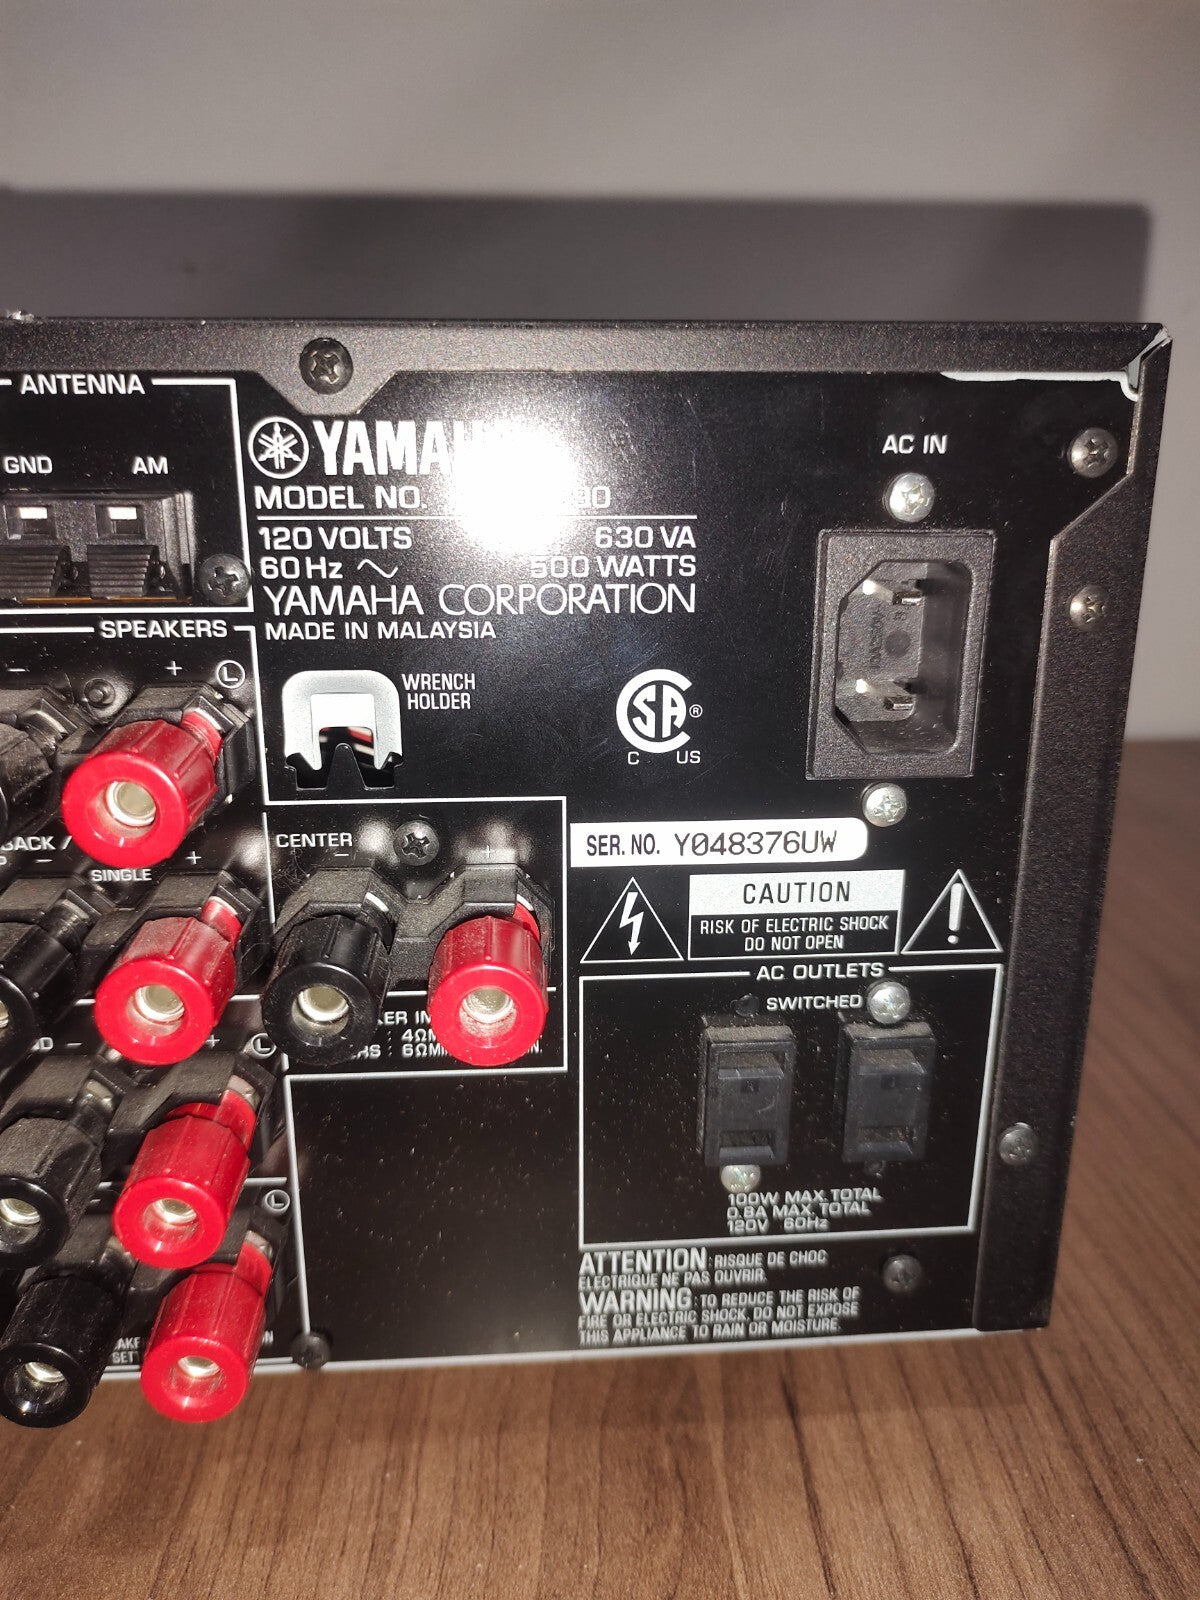 ANTENNA
GND AM
YAMAHA
MODEL NO.
120 VOLTS 630 VA
60 Hz ~ 500 WATTS
YAMAHA CORPORATION
MADE IN MALAYSIA
AC IN
SPEAKERS
− + L
WRENCH
HOLDER
SA ®
C US
CENTER
− +
SINGLE
− +
SER. NO. Y048376UW
CAUTION
RISK OF ELECTRIC SHOCK
DO NOT OPEN
AC OUTLETS
SWITCHED
− + L
L
100W MAX. TOTAL
0.8A MAX. TOTAL
120V 60Hz
ATTENTION : RISQUE DE CHOC
ELECTRIQUE NE PAS OUVRIR.
WARNING : TO REDUCE THE RISK OF
FIRE OR ELECTRIC SHOCK, DO NOT EXPOSE
THIS APPLIANCE TO RAIN OR MOISTURE.